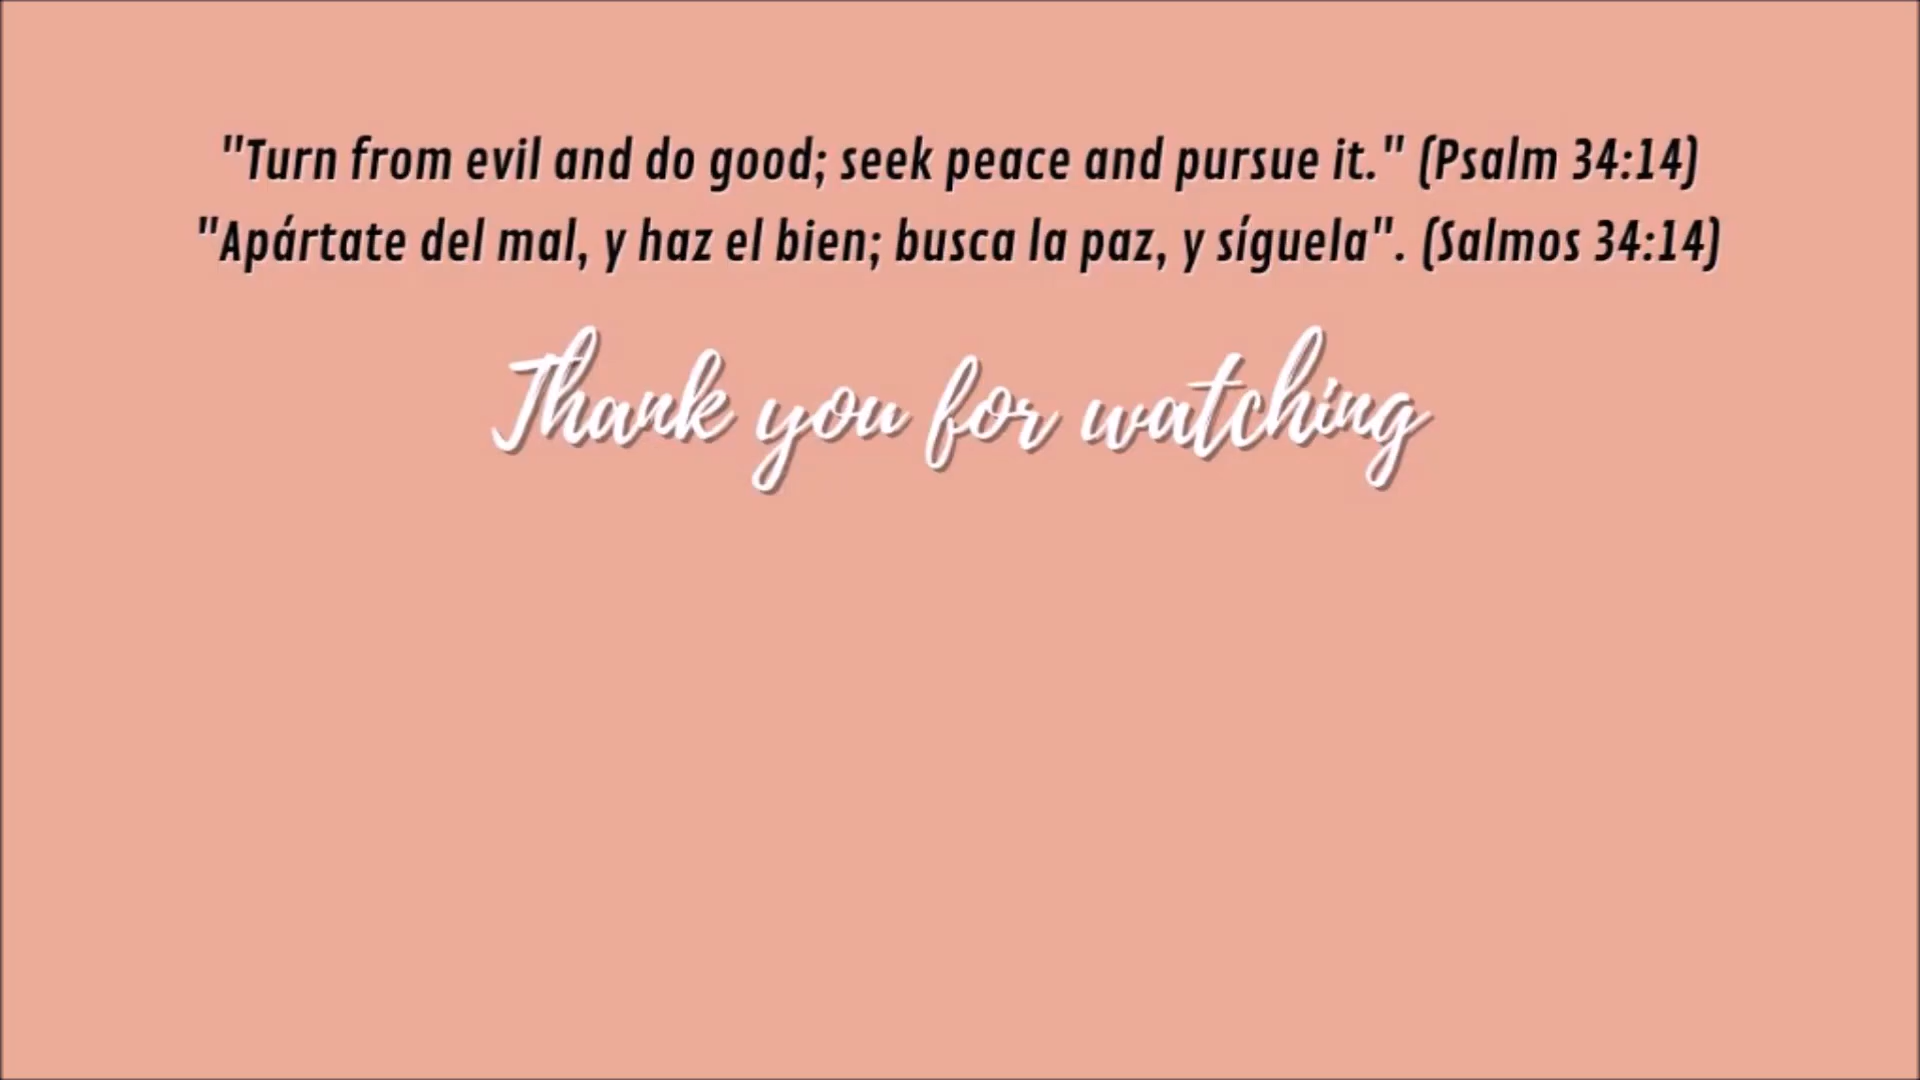 "Turn from evil and do good; seek peace and pursue it." (Psalm 34:14)
"Apártate del mal, y haz el bien; busca la paz, y síguela". (Salmos 34:14)
Thank you for watching